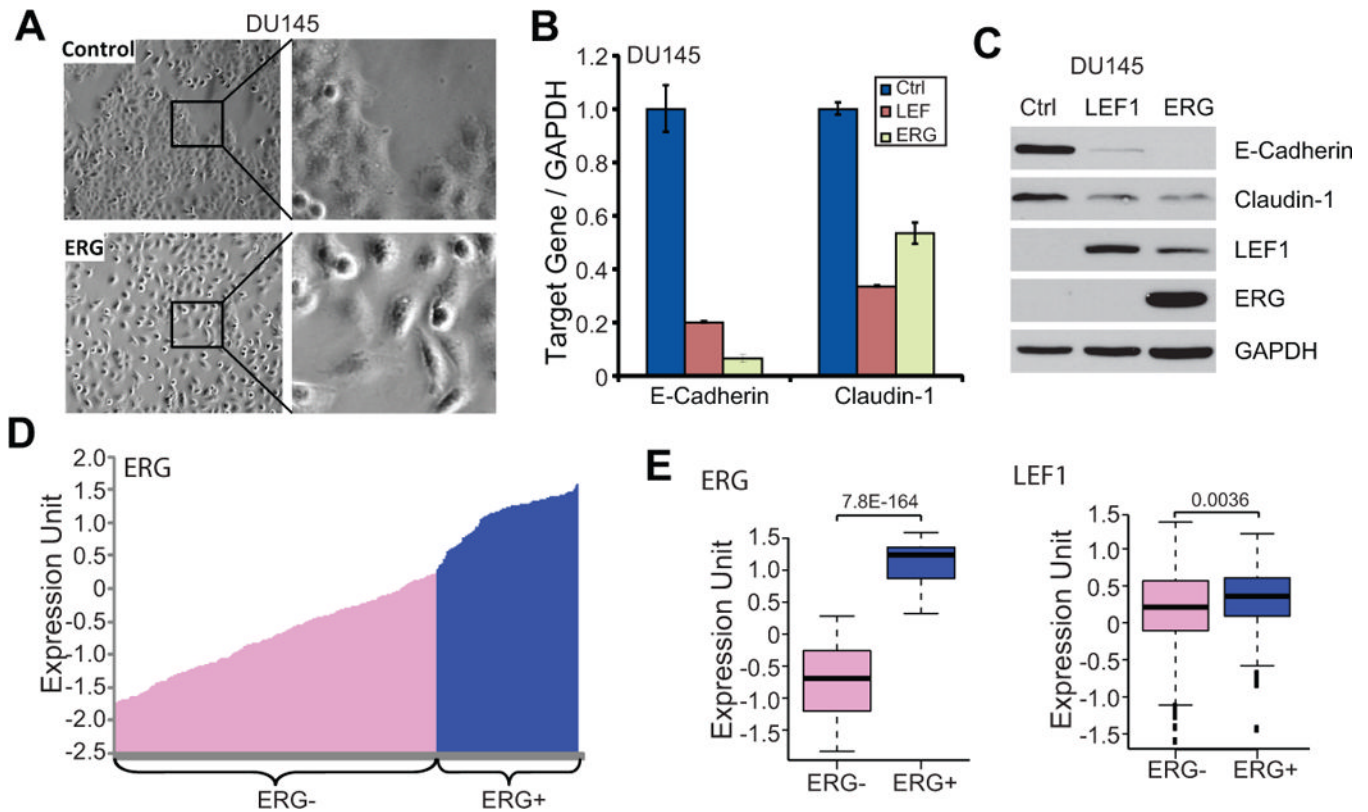 A
DU145
Control
ERG
B
DU145
Target Gene / GAPDH
1.2
1.0
0.8
0.6
0.4
0.2
0
Ctrl
LEF
ERG
E-Cadherin
Claudin-1
C
DU145
Ctrl LEF1 ERG
E-Cadherin
Claudin-1
LEF1
ERG
GAPDH
D
ERG
Expression Unit
2.0
1.5
1.0
0.5
0
-0.5
-1.0
-1.5
-2.0
-2.5
ERG-
ERG+
E
ERG
7.8E-164
Expression Unit
1.5
1.0
0.5
0
-0.5
-1.0
-1.5
ERG-
ERG+
LEF1
0.0036
Expression Unit
1.5
1.0
0.5
0
-0.5
-1.0
-1.5
ERG-
ERG+